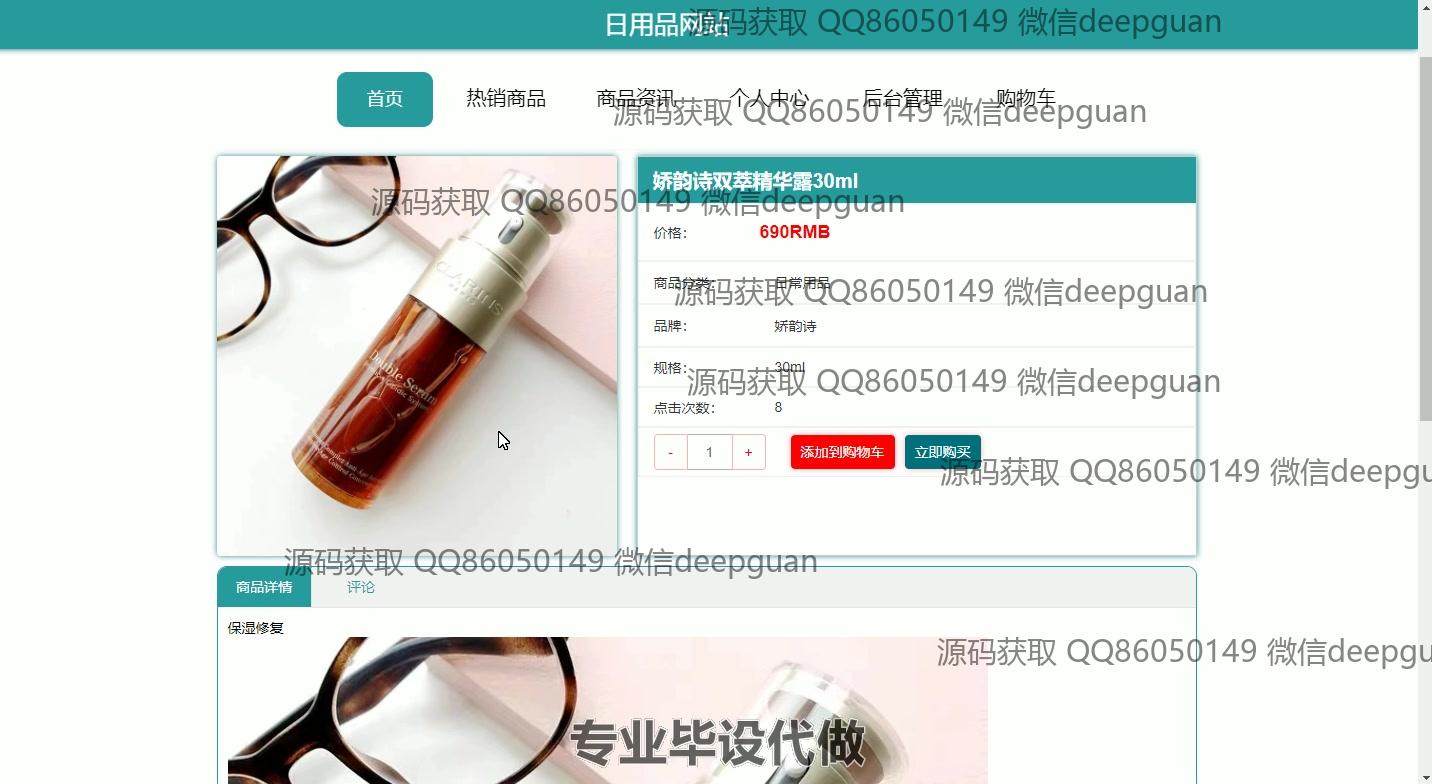 日用品网站
源码获取 QQ86050149 微信deepguan
首页 热销商品 商品资讯 个人中心 后台管理 购物车
源码获取 QQ86050149 微信deepguan
娇韵诗双萃精华露30ml
源码获取 QQ86050149 微信deepguan
价格： 690RMB
商品分类： 日常用品
源码获取 QQ86050149 微信deepguan
品牌： 娇韵诗
规格： 30ml
源码获取 QQ86050149 微信deepguan
点击次数： 8
- 1 + 添加到购物车 立即购买
源码获取 QQ86050149 微信deepgu
CLARINS
Double Serum
源码获取 QQ86050149 微信deepguan
商品详情 评论
保湿修复
源码获取 QQ86050149 微信deepgu
专业毕设代做